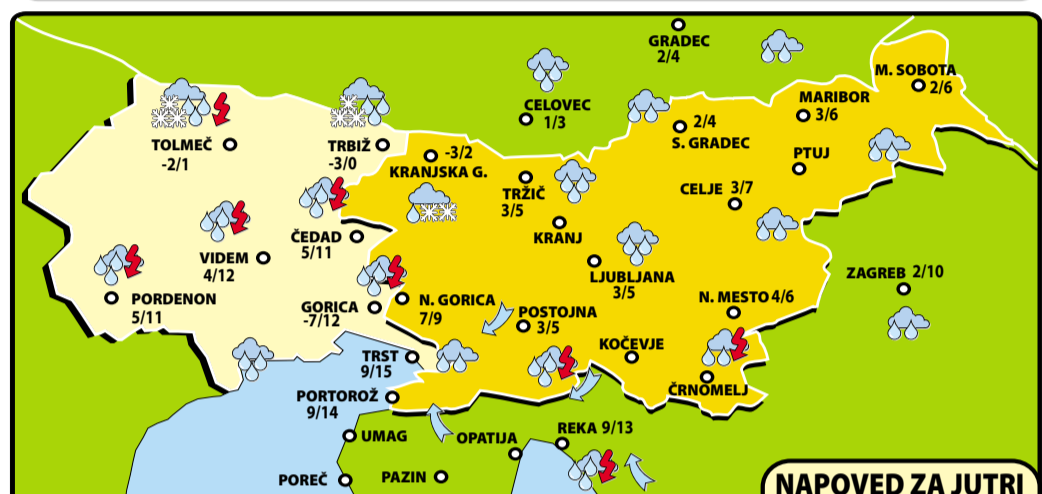 GRADEC
2/4
M. SOBOTA
2/6
CELOVEC
1/3
MARIBOR
3/6
TOLMEČ
-2/1
TRBIŽ
-3/0
-3/2
KRANJSKA G.
2/4
S. GRADEC
PTUJ
TRŽIČ
3/5
CELJE 3/7
KRANJ
ČEDAD
5/11
VIDEM
4/12
LJUBLJANA
3/5
ZAGREB 2/10
PORDENON
5/11
GORICA
-7/12
N. GORICA
7/9
POSTOJNA
3/5
N. MESTO 4/6
KOČEVJE
TRST
9/15
ČRNOMELJ
PORTOROŽ
9/14
UMAG
OPATIJA
REKA 9/13
POREČ
PAZIN
NAPOVED ZA JUTRI